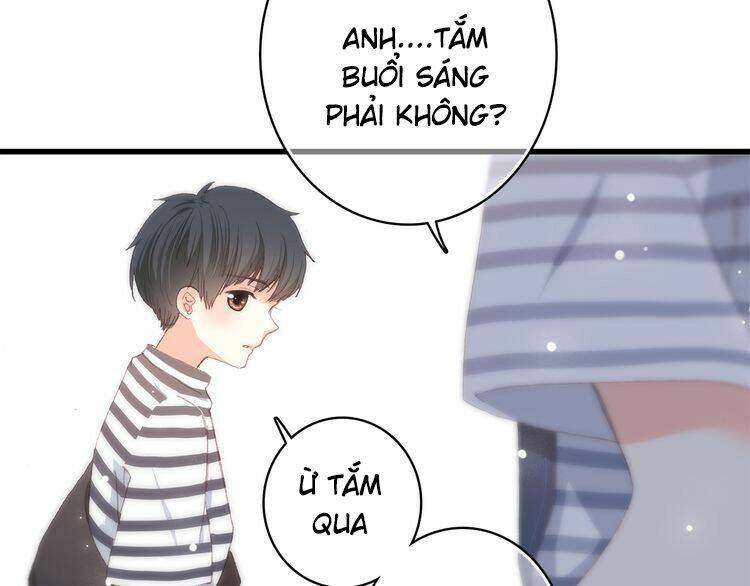 ANH....TẮM
BUỔI SÁNG
PHẢI KHÔNG?
Ừ TẮM
QUA